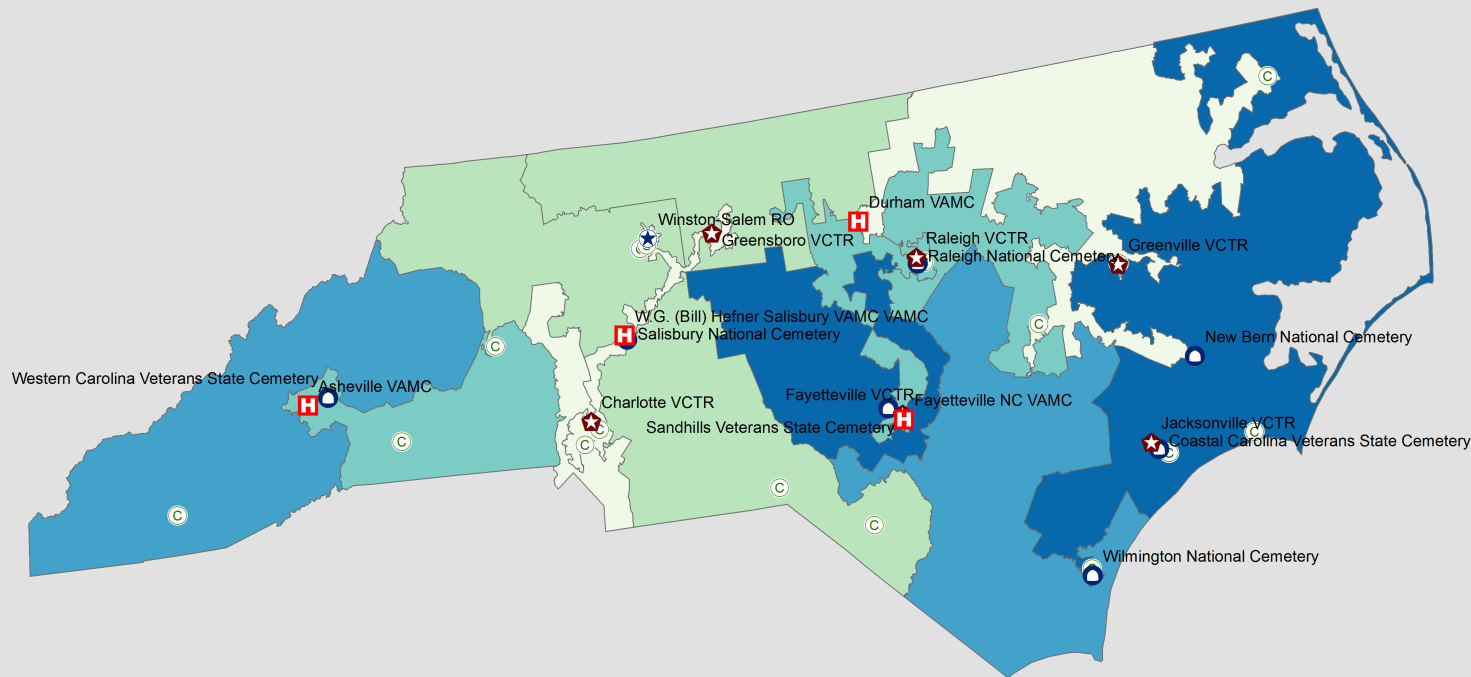 C
Durham VAMC
Winston-Salem RO
Greensboro VCTR
C
Raleigh VCTR
Raleigh National Cemetery
Greenville VCTR
W.G. (Bill) Hefner Salisbury VAMC VAMC
Salisbury National Cemetery
C
New Bern National Cemetery
C
Western Carolina Veterans State Cemetery
Asheville VAMC
H
H
H
Fayetteville VCTR
Fayetteville NC VAMC
H
Charlotte VCTR
Sandhills Veterans State Cemetery
Jacksonville VCTR
Coastal Carolina Veterans State Cemetery
C
C
C
C
C
C
C
C
C
Wilmington National Cemetery